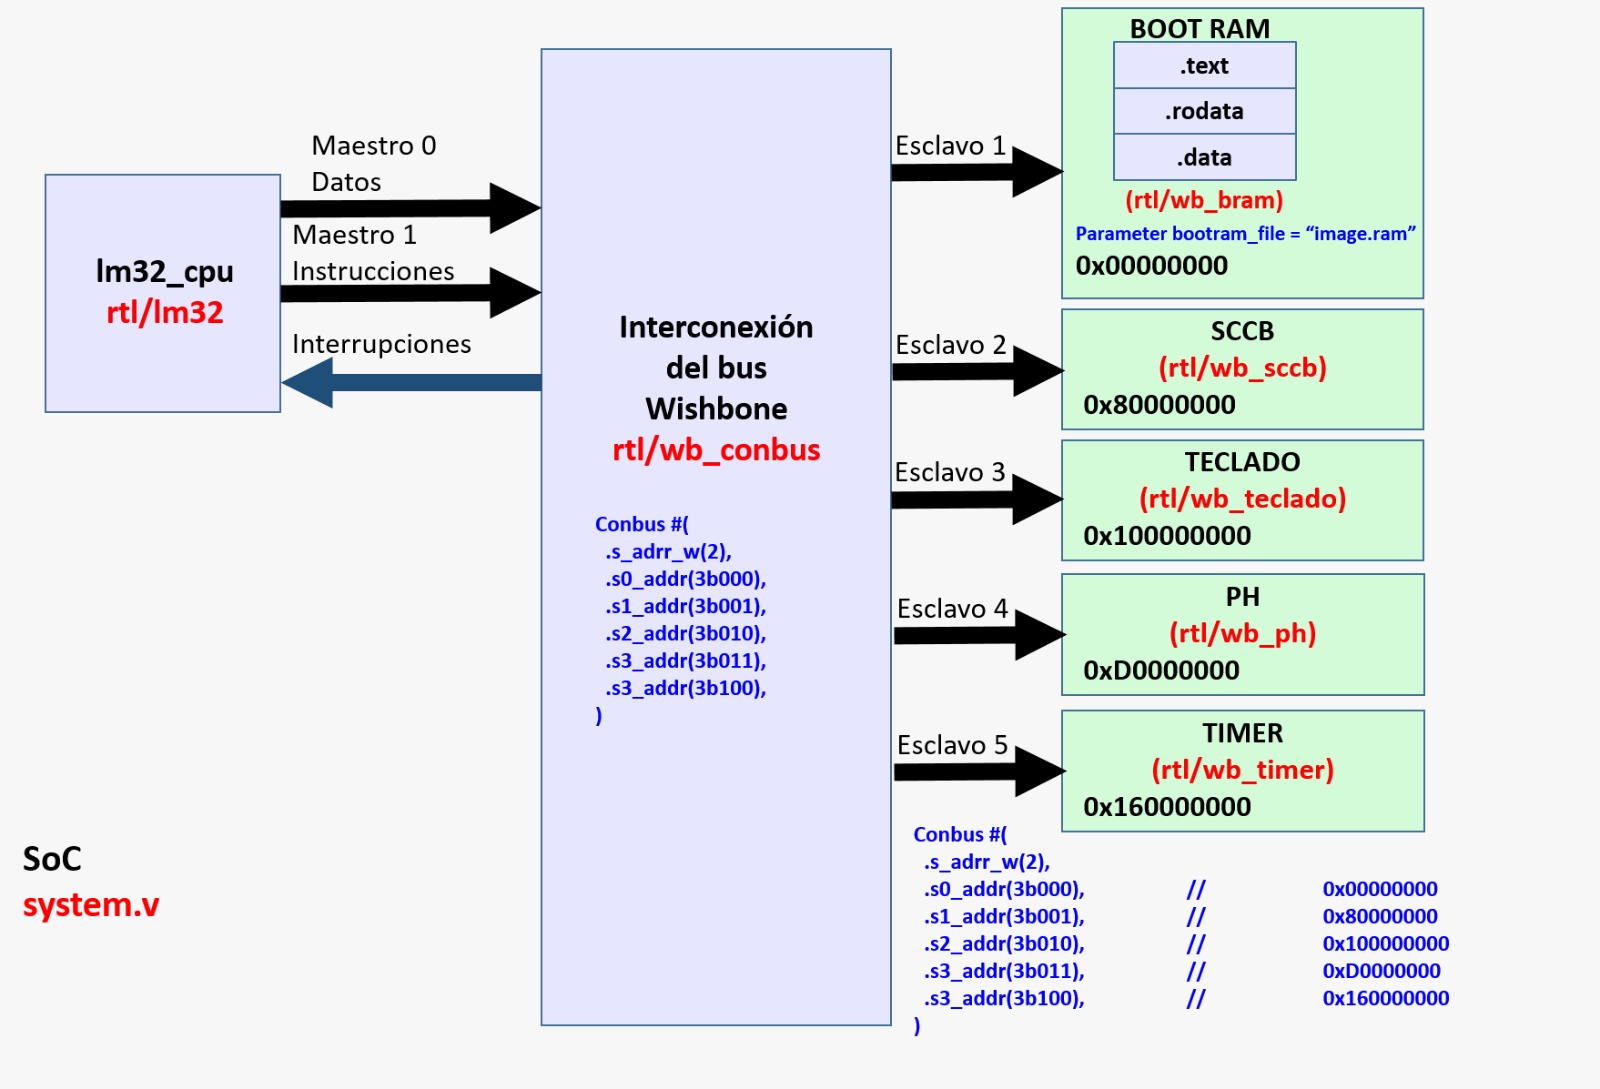 Maestro 0
Datos
Maestro 1
Instrucciones
Interrupciones
lm32_cpu
rtl/lm32
SoC
system.v
Interconexión
del bus
Wishbone
rtl/wb_conbus
Conbus #(
.s_adrr_w(2),
.s0_addr(3b000),
.s1_addr(3b001),
.s2_addr(3b010),
.s3_addr(3b011),
.s3_addr(3b100),
)
Esclavo 1
BOOT RAM
.text
.rodata
.data
(rtl/wb_bram)
Parameter bootram_file = “image.ram”
0x00000000
Esclavo 2
SCCB
(rtl/wb_sccb)
0x80000000
Esclavo 3
TECLADO
(rtl/wb_teclado)
0x100000000
Esclavo 4
PH
(rtl/wb_ph)
0xD0000000
Esclavo 5
TIMER
(rtl/wb_timer)
0x160000000
Conbus #(
.s_adrr_w(2),
.s0_addr(3b000), // 0x00000000
.s1_addr(3b001), // 0x80000000
.s2_addr(3b010), // 0x100000000
.s3_addr(3b011), // 0xD0000000
.s3_addr(3b100), // 0x160000000
)